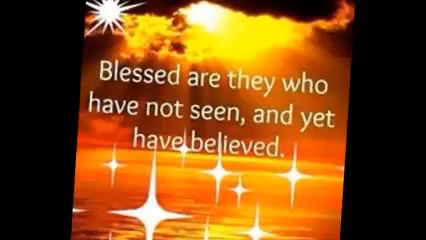 Blessed are they who
have not seen, and yet
have believed.